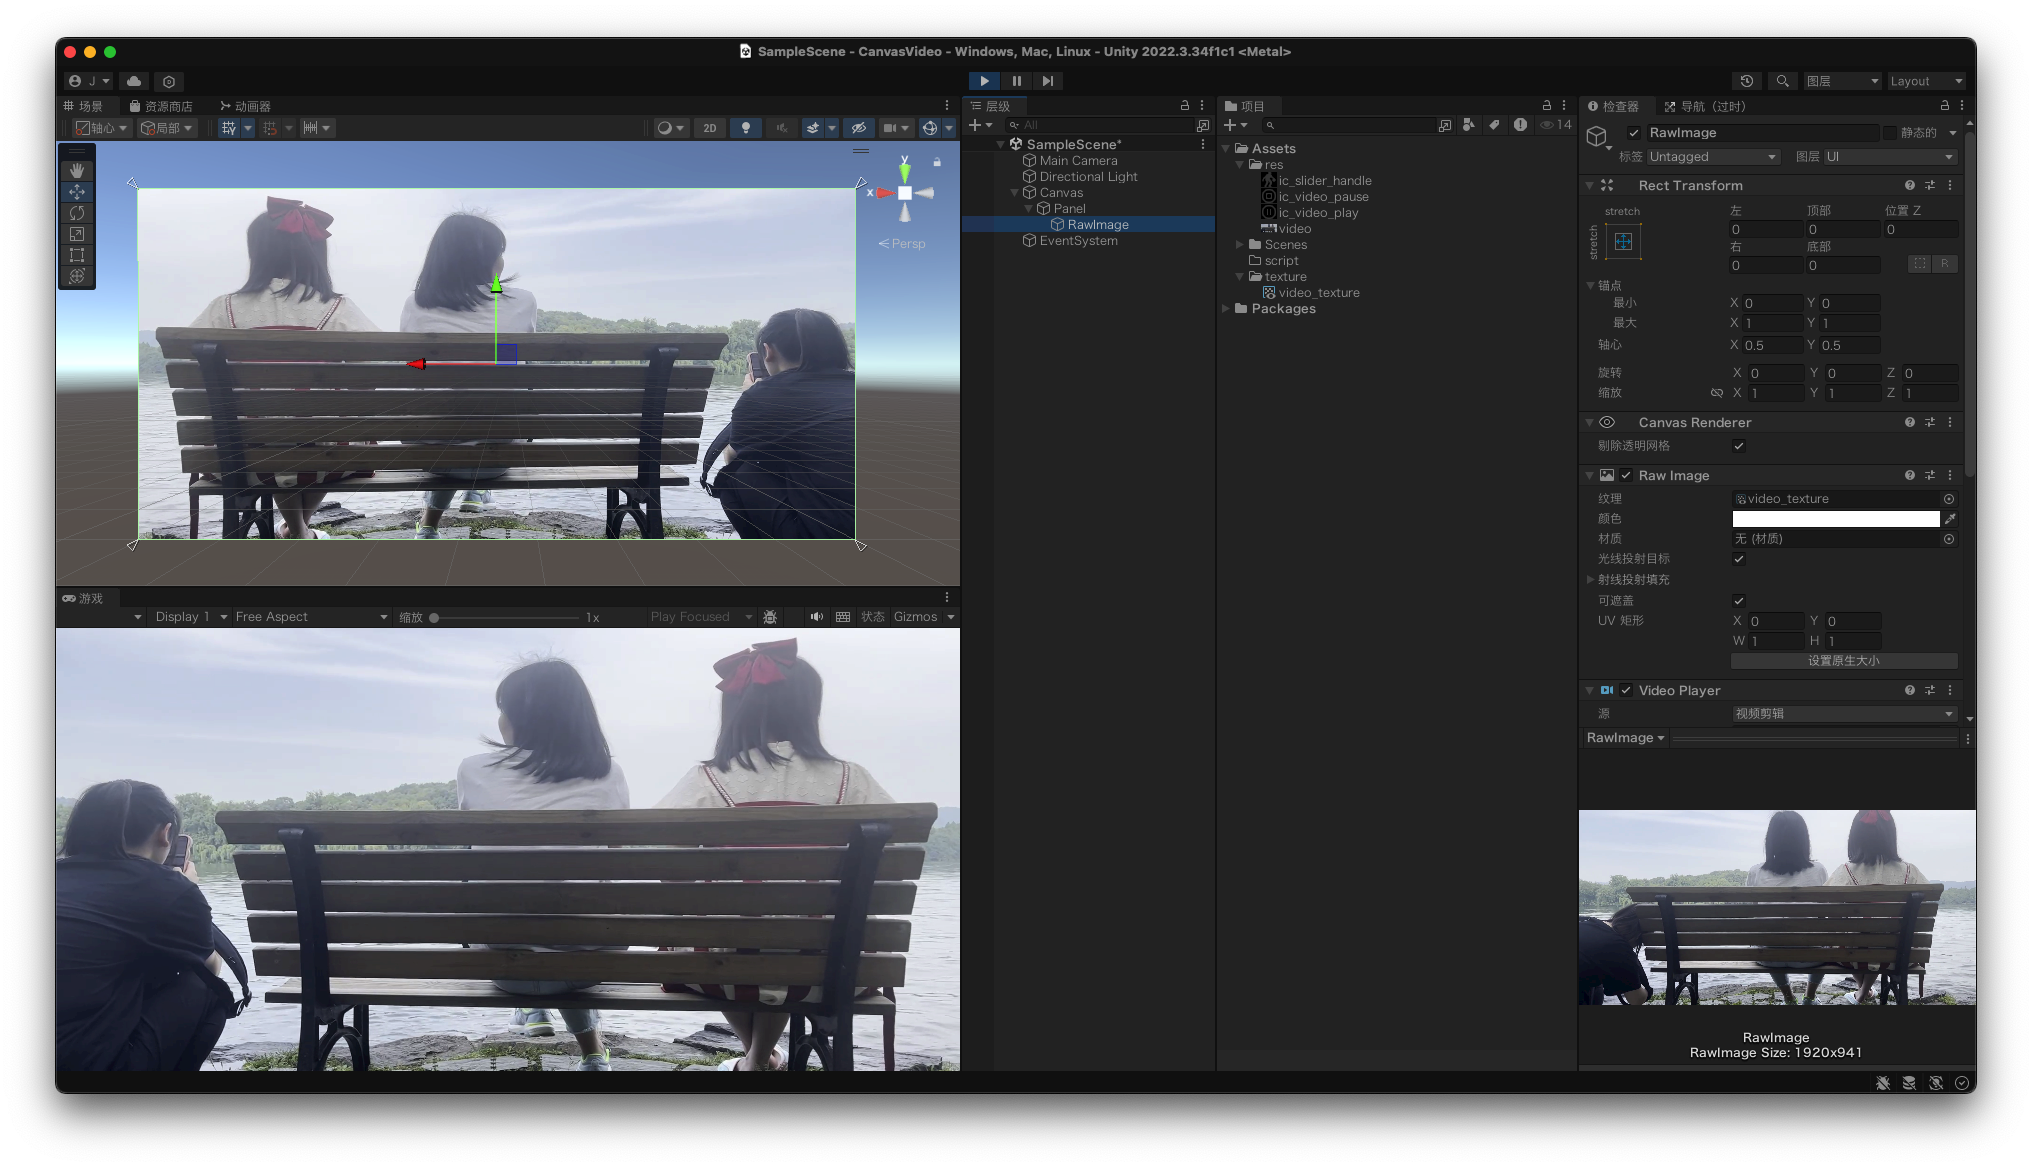 SampleScene - CanvasVideo - Windows, Mac, Linux - Unity 2022.3.34f1c1 <Metal>
J
图层
Layout
场景
资源商店
动画器
轴心
局部
2D
y
x
Persp
游戏
Display 1
Free Aspect
缩放
1x
Play Focused
状态
Gizmos
层级
All
SampleScene*
Main Camera
Directional Light
Canvas
Panel
RawImage
EventSystem
项目
14
Assets
res
ic_slider_handle
ic_video_pause
ic_video_play
video
Scenes
script
texture
video_texture
Packages
检查器
导航（过时）
RawImage
静态的
标签 Untagged
图层 UI
Rect Transform
stretch
stretch
左 顶部 位置 Z
0 0 0
右 底部
0 0
R
锚点
最小 X 0 Y 0
最大 X 1 Y 1
轴心 X 0.5 Y 0.5
旋转 X 0 Y 0 Z 0
缩放 X 1 Y 1 Z 1
Canvas Renderer
剔除透明网格
Raw Image
纹理 video_texture
颜色
材质 无 (材质)
光线投射目标
射线投射填充
可遮盖
UV 矩形 X 0 Y 0
W 1 H 1
设置原生大小
Video Player
源 视频剪辑
RawImage
RawImage
RawImage Size: 1920x941